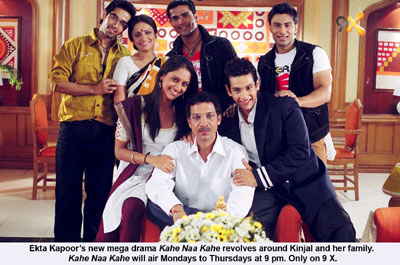 9X
Ekta Kapoor's new mega drama Kahe Naa Kahe revolves around Kinjal and her family.
Kahe Naa Kahe will air Mondays to Thursdays at 9 pm. Only on 9 X.